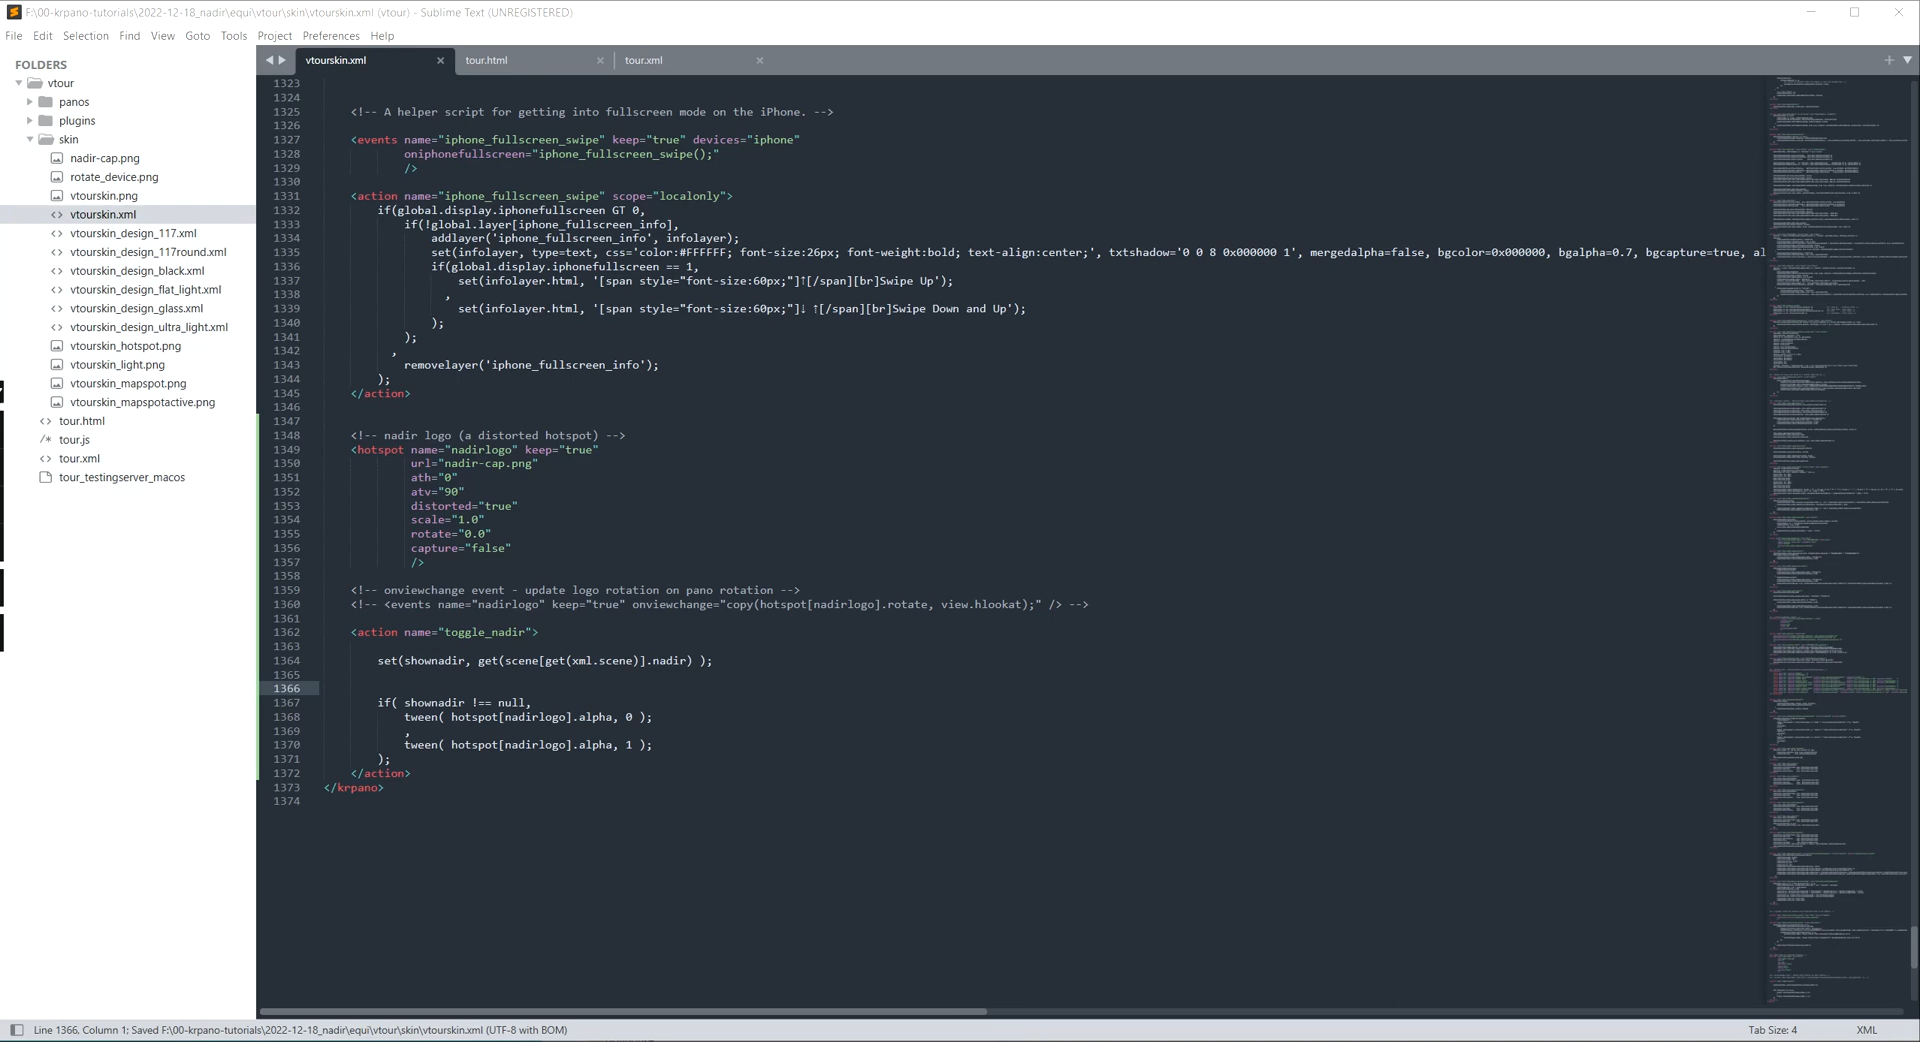 F:\00-krpano-tutorials\2022-12-18_nadir\equi\vtour\skin\vtourskin.xml (vtour) - Sublime Text (UNREGISTERED)
File Edit Selection Find View Goto Tools Project Preferences Help
FOLDERS
vtour
panos
plugins
skin
nadir-cap.png
rotate_device.png
vtourskin.png
vtourskin.xml
vtourskin_design_117.xml
vtourskin_design_117round.xml
vtourskin_design_black.xml
vtourskin_design_flat_light.xml
vtourskin_design_glass.xml
vtourskin_design_ultra_light.xml
vtourskin_hotspot.png
vtourskin_light.png
vtourskin_mapspot.png
vtourskin_mapspotactive.png
tour.html
tour.js
tour.xml
tour_testingserver_macos
vtourskin.xml tour.html tour.xml
1323
1324
1325 <!-- A helper script for getting into fullscreen mode on the iPhone. -->
1326
1327 <events name="iphone_fullscreen_swipe" keep="true" devices="iphone"
1328 oniphonefullscreen="iphone_fullscreen_swipe();"
1329 />
1330
1331 <action name="iphone_fullscreen_swipe" scope="localonly">
1332 if(global.display.iphonefullscreen GT 0,
1333 if(!global.layer[iphone_fullscreen_info],
1334 addlayer('iphone_fullscreen_info', infolayer);
1335 set(infolayer, type=text, css='color:#FFFFFF; font-size:26px; font-weight:bold; text-align:center;', txtshadow='0 0 8 0x000000 1', mergedalpha=false, bgcolor=0x000000, bgalpha=0.7, bgcapture=true, al
1336 if(global.display.iphonefullscreen == 1,
1337 set(infolayer.html, '[span style="font-size:60px;"]↑[/span][br]Swipe Up');
1338 ,
1339 set(infolayer.html, '[span style="font-size:60px;"]↓ ↑[/span][br]Swipe Down and Up');
1340 );
1341 );
1342 ,
1343 removelayer('iphone_fullscreen_info');
1344 );
1345 </action>
1346
1347
1348 <!-- nadir logo (a distorted hotspot) -->
1349 <hotspot name="nadirlogo" keep="true"
1350 url="nadir-cap.png"
1351 ath="0"
1352 atv="90"
1353 distorted="true"
1354 scale="1.0"
1355 rotate="0.0"
1356 capture="false"
1357 />
1358
1359 <!-- onviewchange event - update logo rotation on pano rotation -->
1360 <!-- <events name="nadirlogo" keep="true" onviewchange="copy(hotspot[nadirlogo].rotate, view.hlookat);" /> -->
1361
1362 <action name="toggle_nadir">
1363
1364 set(shownadir, get(scene[get(xml.scene)].nadir) );
1365
1366
1367 if( shownadir !== null,
1368 tween( hotspot[nadirlogo].alpha, 0 );
1369 ,
1370 tween( hotspot[nadirlogo].alpha, 1 );
1371 );
1372 </action>
1373 </krpano>
1374
Line 1366, Column 1; Saved F:\00-krpano-tutorials\2022-12-18_nadir\equi\vtour\skin\vtourskin.xml (UTF-8 with BOM) Tab Size: 4 XML